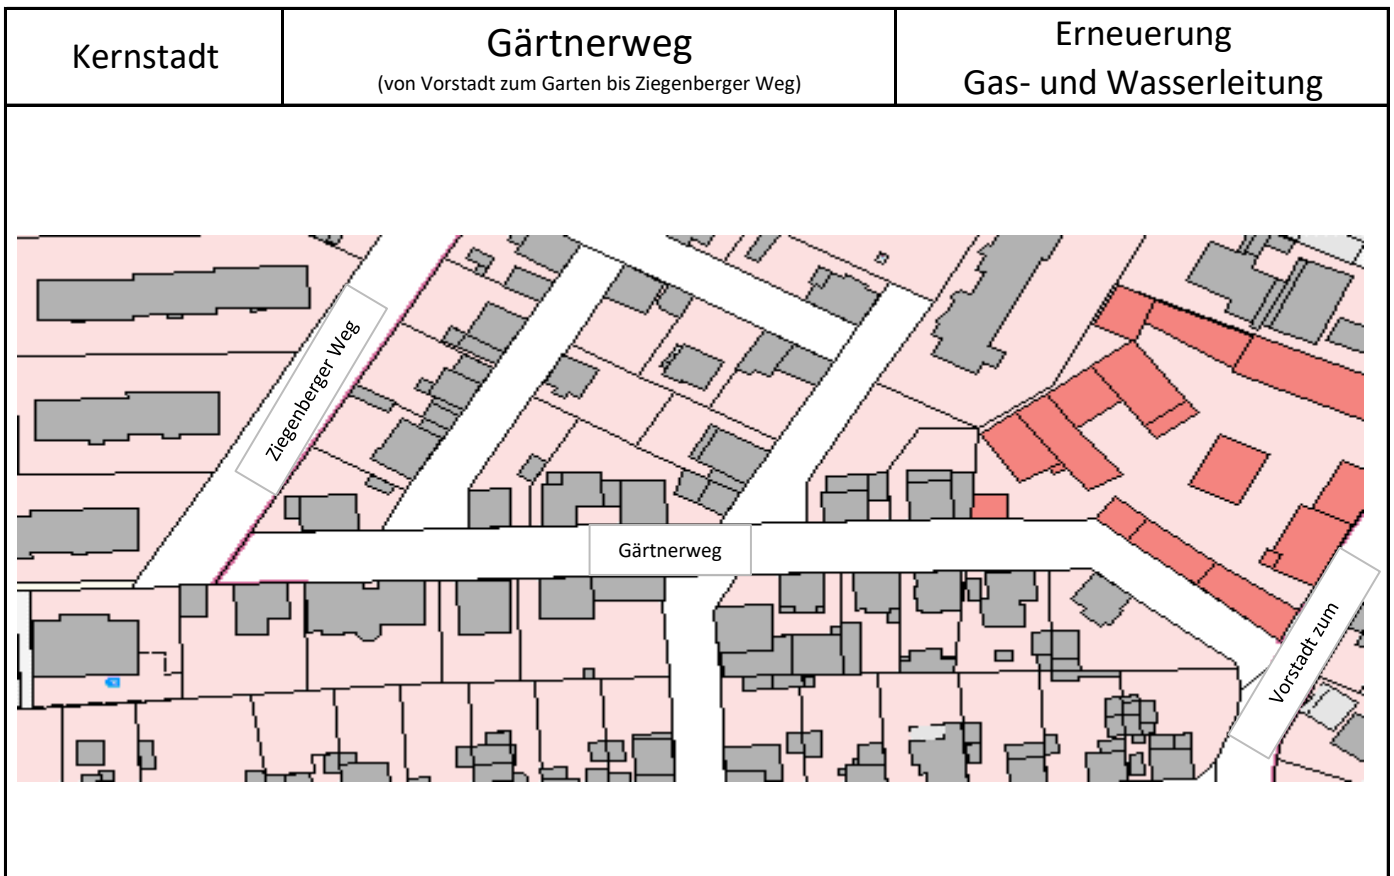 Kernstadt
Gärtnerweg
(von Vorstadt zum Garten bis Ziegenberger Weg)
Erneuerung
Gas- und Wasserleitung
Ziegenberger Weg
Gärtnerweg
Vorstadt zum